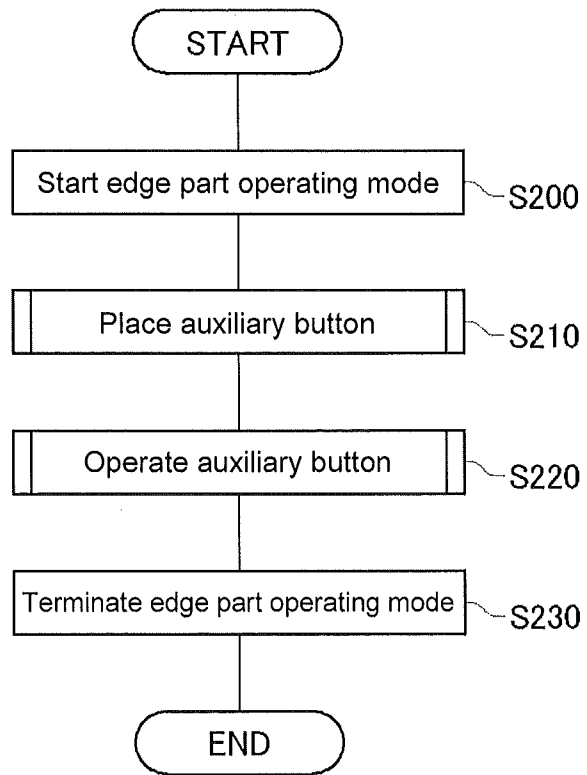 START
Start edge part operating mode
S200
Place auxiliary button
S210
Operate auxiliary button
S220
Terminate edge part operating mode
S230
END